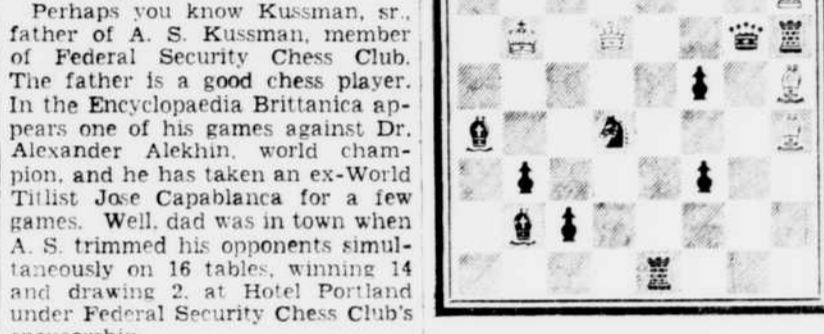 Perhaps you know Kussman, sr.,
father of A. S. Kussman, member
of Federal Security Chess Club.
The father is a good chess player.
In the Encyclopaedia Brittanica ap-
pears one of his games against Dr.
Alexander Alekhin, world cham-
pion, and he has taken an ex-World
Titlist Jose Capablanca for a few
games. Well, dad was in town when
A. S. trimmed his opponents simul-
taneously on 16 tables, winning 14
and drawing 2, at Hotel Portland
under Federal Security Chess Club's